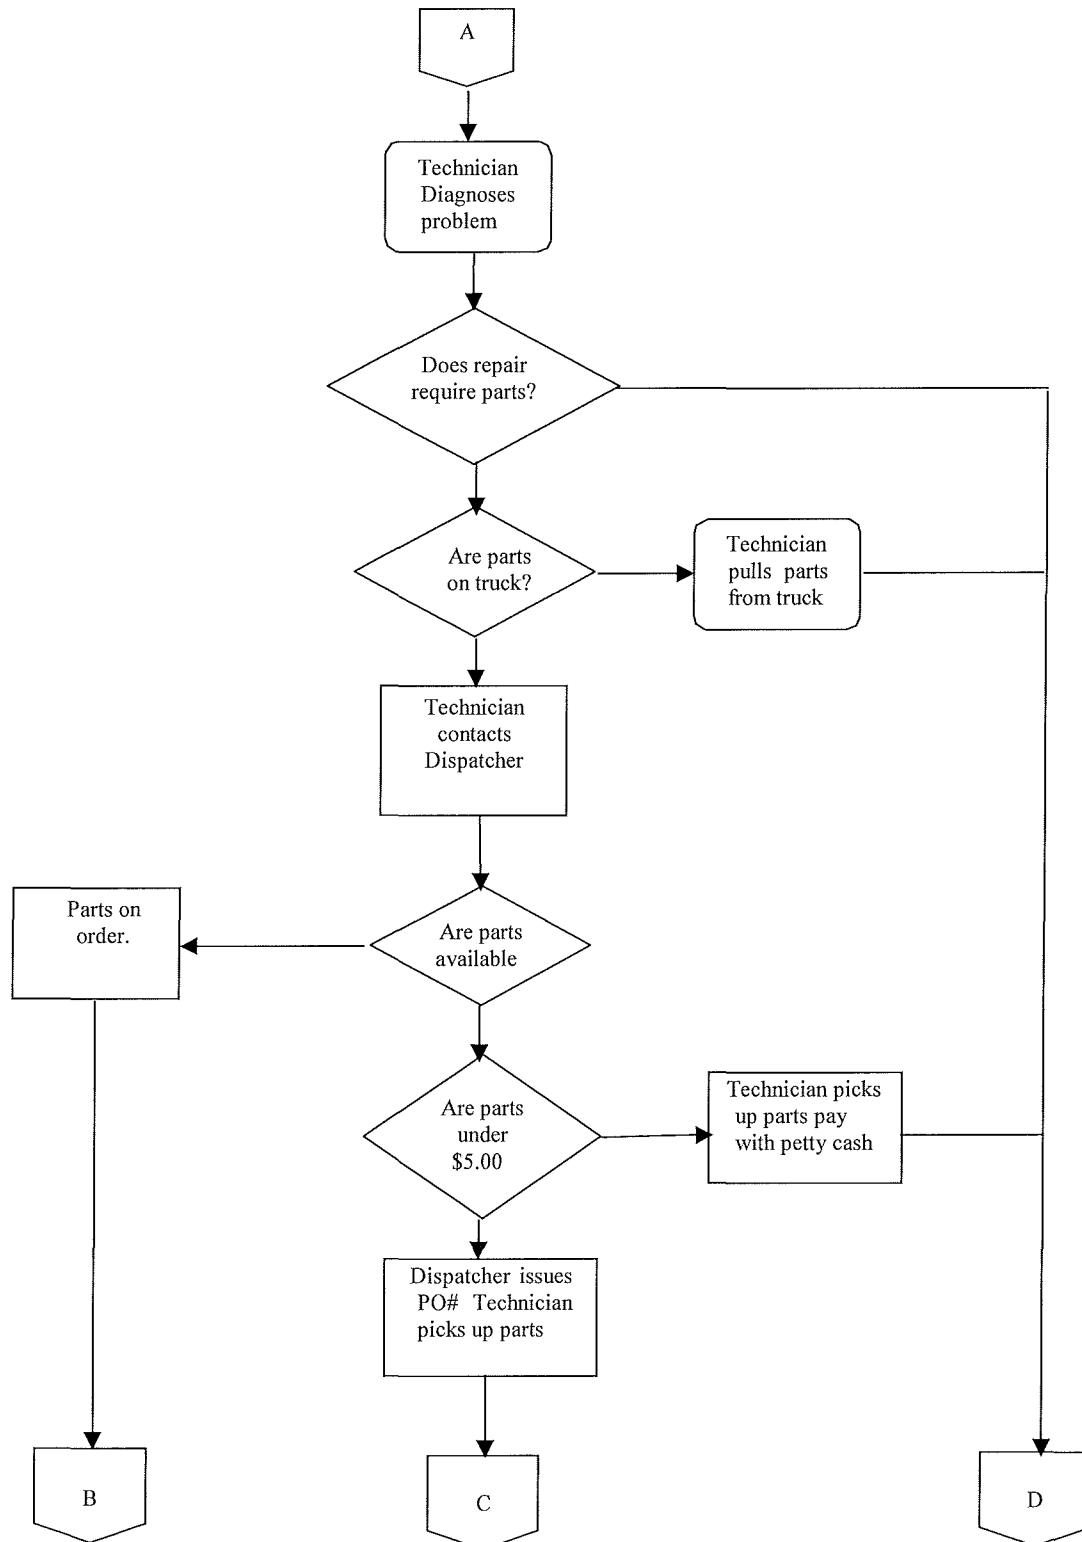 A
Technician
Diagnoses
problem
Does repair
require parts?
Are parts
on truck?
Technician
pulls parts
from truck
Technician
contacts
Dispatcher
Parts on
order.
Are parts
available
Are parts
under
$5.00
Technician picks
up parts pay
with petty cash
Dispatcher issues
PO# Technician
picks up parts
B
C
D